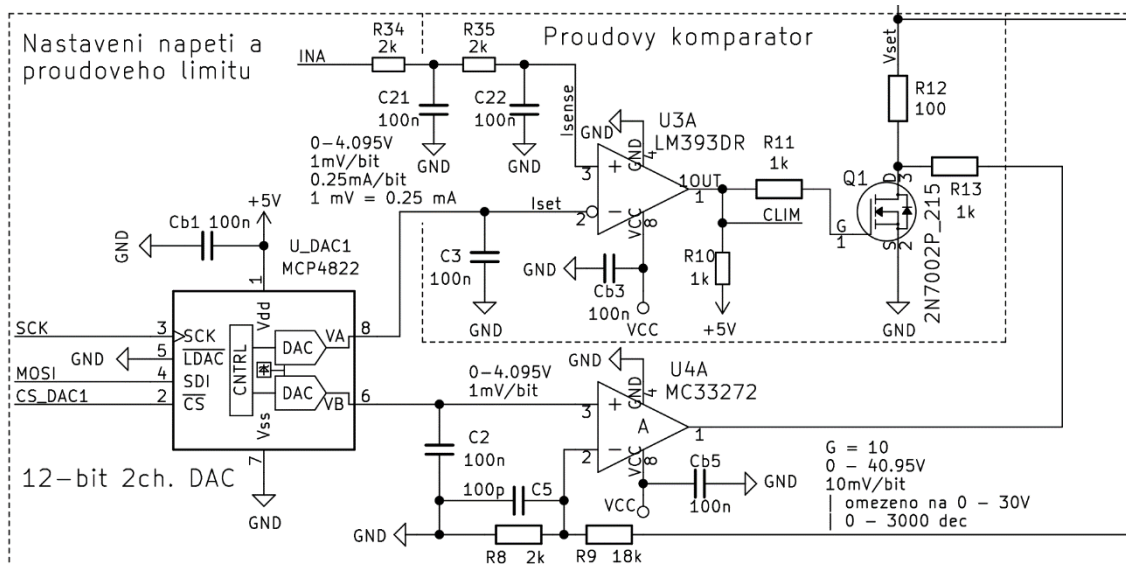 Nastaveni napeti a
proudoveho limitu
Proudovy komparator
INA
R34
2k
R35
2k
C21
100n
C22
100n
GND
GND
Isense
0-4.095V
1mV/bit
0.25mA/bit
1 mV = 0.25 mA
GND
U3A
LM393DR
GND
4
3
+
2
-
1OUT
1
VCC
8
R11
1k
CLIM
R10
1k
+5V
Cb3
100n
GND
VCC
Iset
C3
100n
GND
Vset
R12
100
R13
1k
Q1
D
3
G
1
S
2
2N7002P_215
GND
+5V
Cb1 100n
GND
U_DAC1
MCP4822
1
Vdd
SCK
3
SCK
GND
5
LDAC
MOSI
4
SDI
CS_DAC1
2
CS
CNTRL
DAC
DAC
VA
8
VB
6
Vss
7
GND
12-bit 2ch. DAC
0-4.095V
1mV/bit
GND
U4A
MC33272
GND
4
3
+
A
2
-
1
VCC
8
Cb5
100n
GND
VCC
C2
100n
100p
C5
GND
R8
2k
R9
18k
G = 10
0 - 40.95V
10mV/bit
| omezeno na 0 - 30V
| 0 - 3000 dec